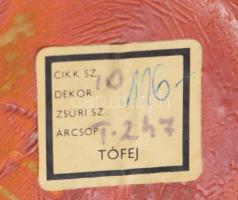 CIKK SZ. 10
DEKOR: 116-
ZSŰRI SZ.:
ÁRCSOP. T. 247
TÓFEJ